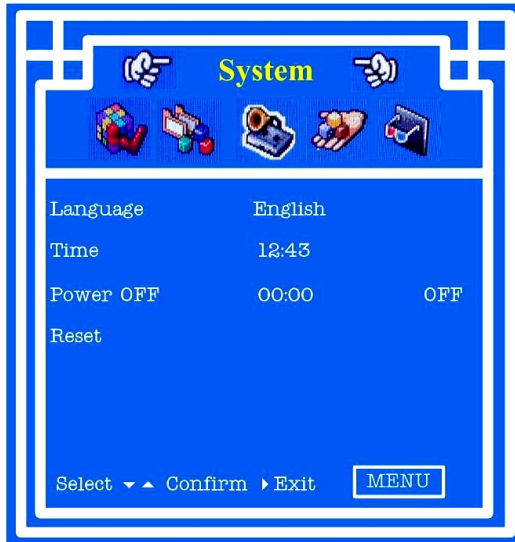 System
Language English
Time 12:43
Power OFF 00:00 OFF
Reset
Select ▾ ▴ Confirm ▸ Exit MENU